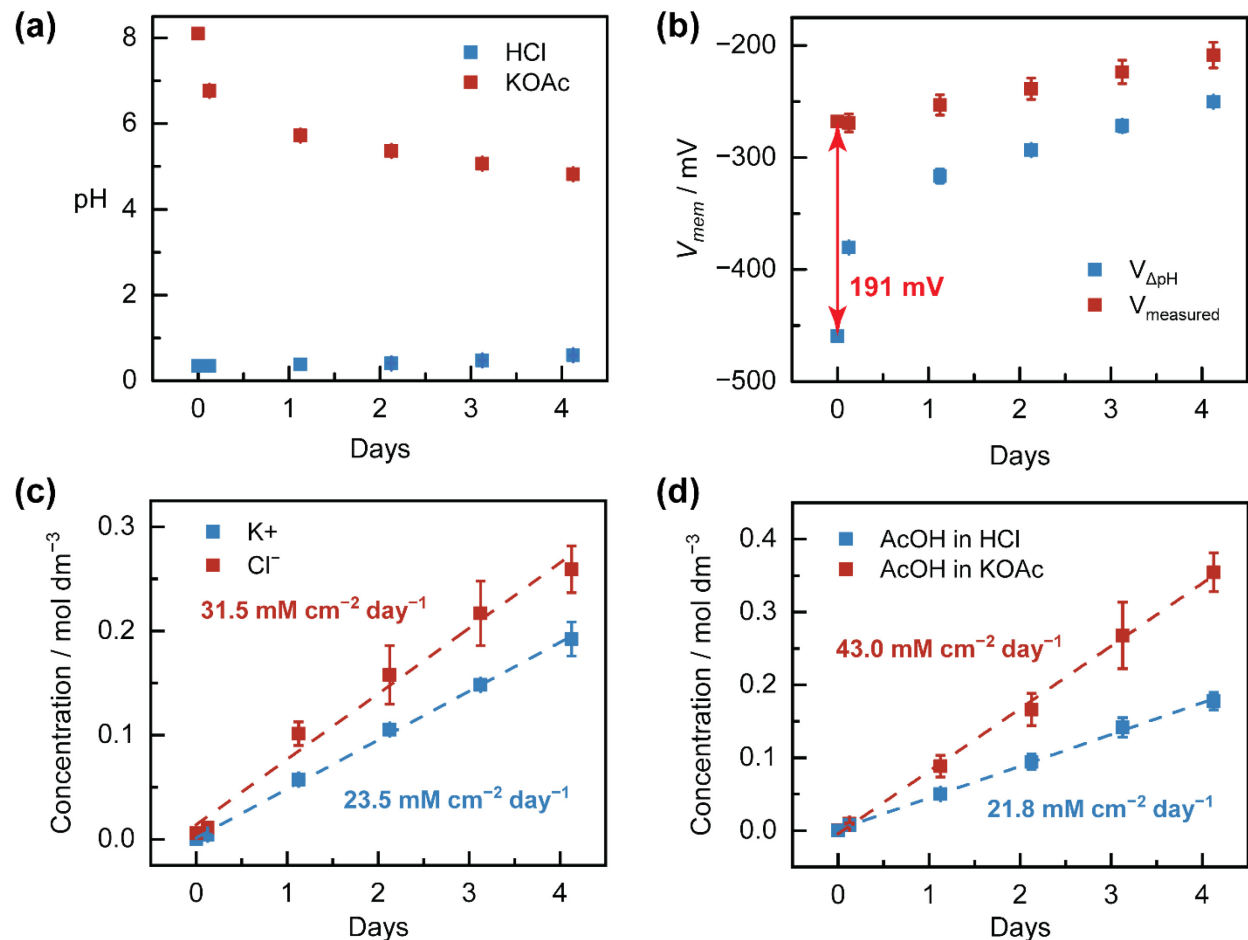 (a)
8
6
pH
4
2
0
HCl
KOAc
0 1 2 3 4
Days
(b)
−200
−300
V_mem / mV
−400
−500
191 mV
V_ΔpH
V_measured
0 1 2 3 4
Days
(c)
0.3
0.2
0.1
0.0
Concentration / mol dm⁻³
K+
Cl⁻
31.5 mM cm⁻² day⁻¹
23.5 mM cm⁻² day⁻¹
0 1 2 3 4
Days
(d)
0.4
0.3
0.2
0.1
0.0
Concentration / mol dm⁻³
AcOH in HCl
AcOH in KOAc
43.0 mM cm⁻² day⁻¹
21.8 mM cm⁻² day⁻¹
0 1 2 3 4
Days